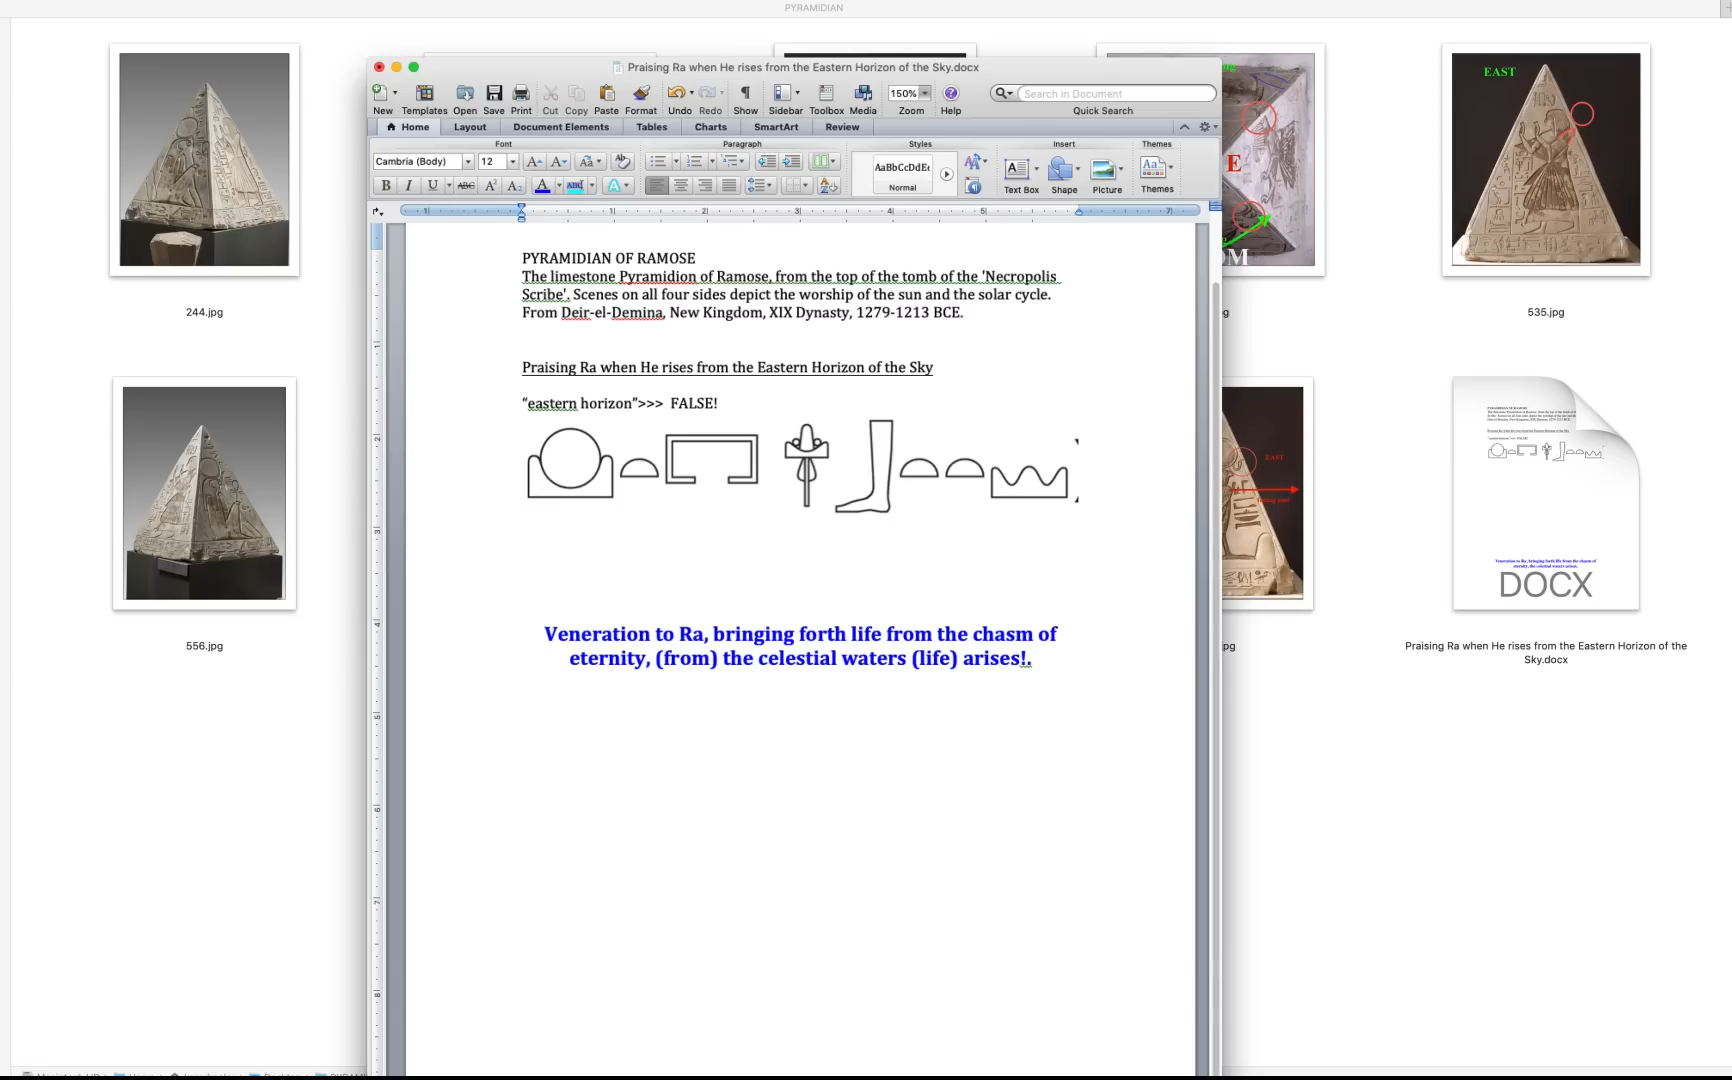 PYRAMIDIAN
Praising Ra when He rises from the Eastern Horizon of the Sky.docx
New Templates Open Save Print Cut Copy Paste Format Undo Redo Show Sidebar Toolbox Media Zoom Help
150%
Search in Document
Quick Search
Home Layout Document Elements Tables Charts SmartArt Review
Font Paragraph Styles Insert Themes
Cambria (Body) 12
AaBbCcDdEe
Normal
Text Box Shape Picture Themes
PYRAMIDIAN OF RAMOSE
The limestone Pyramidion of Ramose, from the top of the tomb of the 'Necropolis
Scribe'. Scenes on all four sides depict the worship of the sun and the solar cycle.
From Deir-el-Demina, New Kingdom, XIX Dynasty, 1279-1213 BCE.
Praising Ra when He rises from the Eastern Horizon of the Sky
“eastern horizon”>>> FALSE!
Veneration to Ra, bringing forth life from the chasm of
eternity, (from) the celestial waters (life) arises!.
244.jpg
EAST
535.jpg
556.jpg
EAST
DOCX
Praising Ra when He rises from the Eastern Horizon of the
Sky.docx